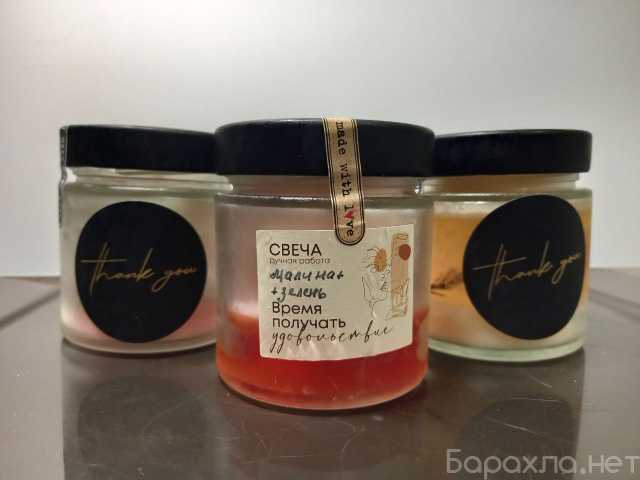 thank you
made with love
СВЕЧА
ручная работа
малина+
+зелень
Время
получать
удовольствие
thank you
Барахла.нет